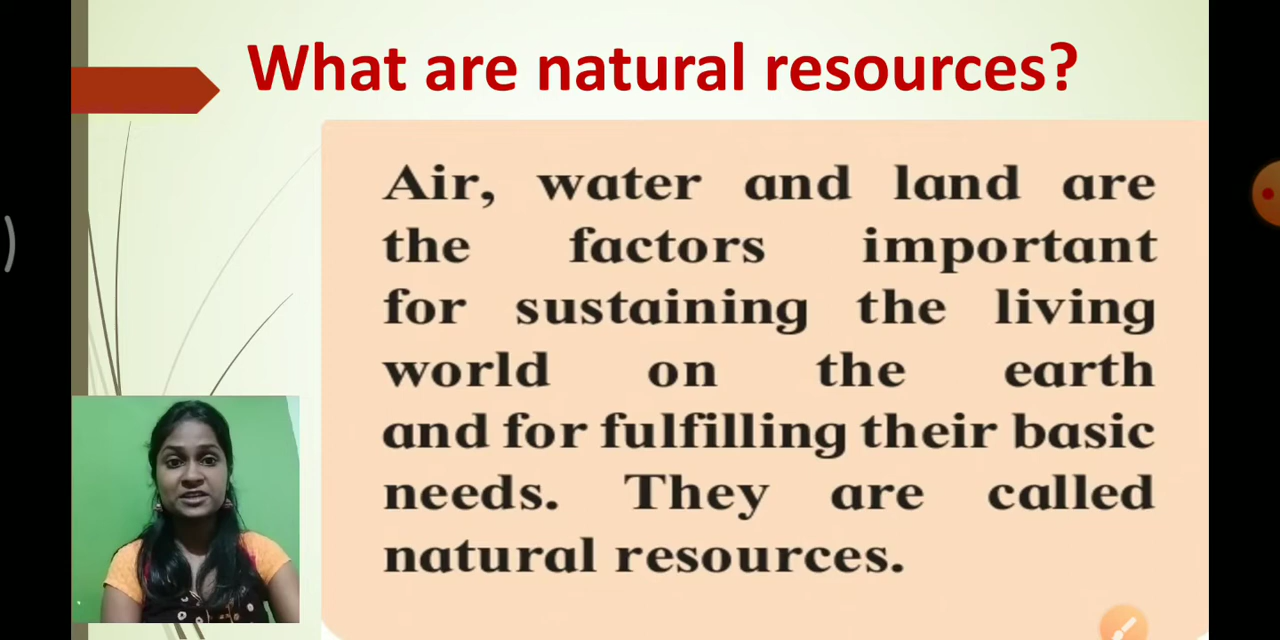 What are natural resources?
Air, water and land are
the factors important
for sustaining the living
world on the earth
and for fulfilling their basic
needs. They are called
natural resources.